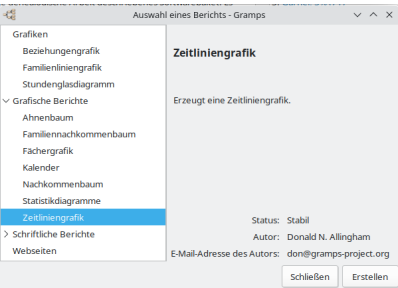 Auswahl eines Berichts - Gramps
Grafiken
Beziehungengrafik
Familienliniengrafik
Stundenglasdiagramm
Grafische Berichte
Ahnenbaum
Familiennachkommenbaum
Fächergrafik
Kalender
Nachkommenbaum
Statistikdiagramme
Zeitliniengrafik
Schriftliche Berichte
Webseiten
Zeitliniengrafik
Erzeugt eine Zeitliniengrafik.
Status: Stabil
Autor: Donald N. Allingham
E-Mail-Adresse des Autors: don@gramps-project.org
Schließen
Erstellen